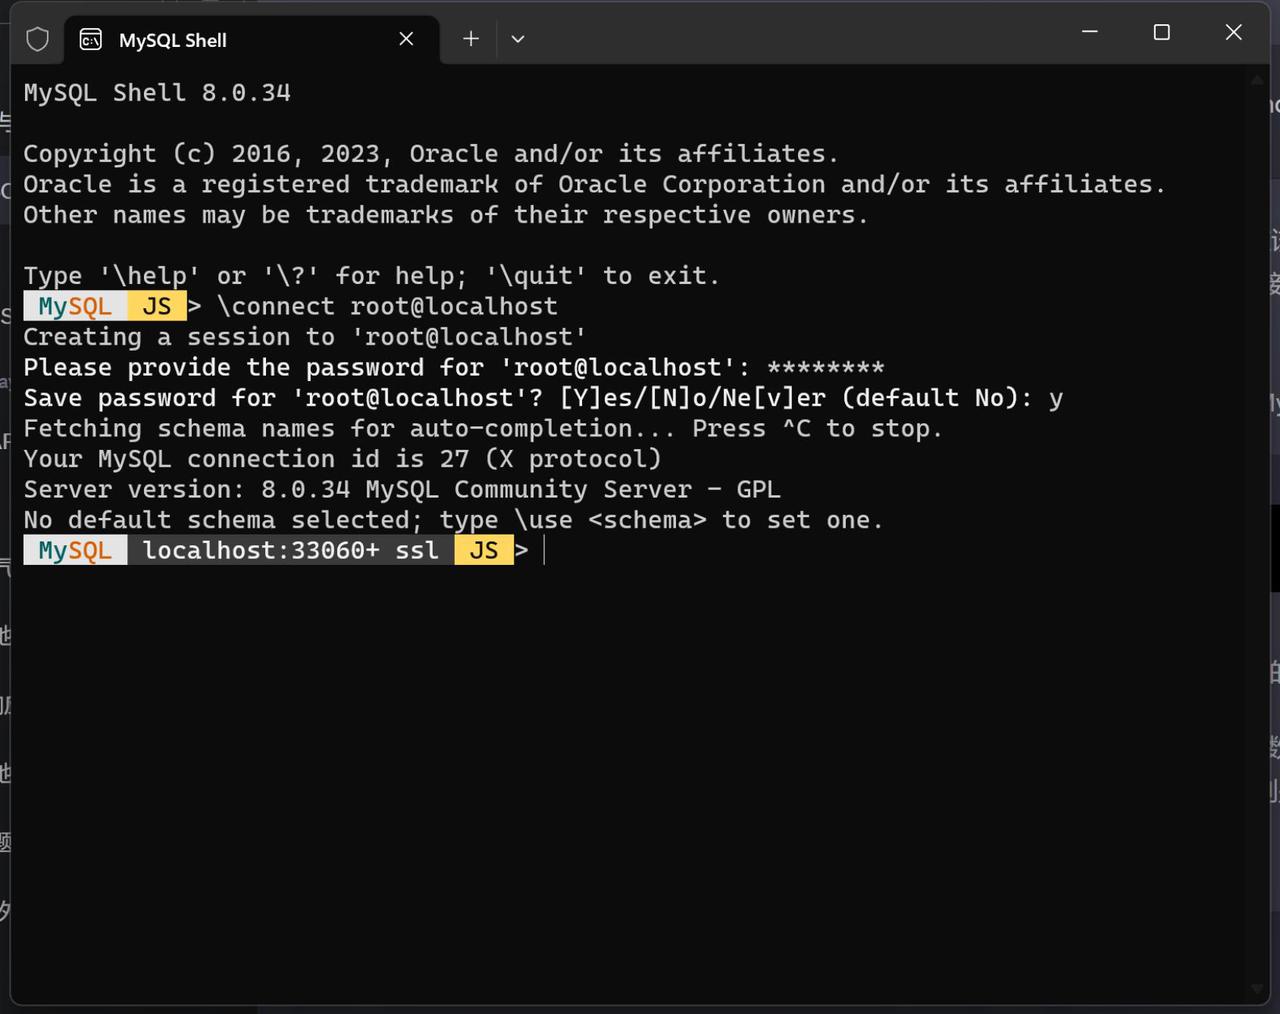 MySQL Shell
MySQL Shell 8.0.34
Copyright (c) 2016, 2023, Oracle and/or its affiliates.
Oracle is a registered trademark of Oracle Corporation and/or its affiliates.
Other names may be trademarks of their respective owners.
Type '\help' or '\?' for help; '\quit' to exit.
MySQL JS> \connect root@localhost
Creating a session to 'root@localhost'
Please provide the password for 'root@localhost': ********
Save password for 'root@localhost'? [Y]es/[N]o/Ne[v]er (default No): y
Fetching schema names for auto-completion... Press ^C to stop.
Your MySQL connection id is 27 (X protocol)
Server version: 8.0.34 MySQL Community Server - GPL
No default schema selected; type \use <schema> to set one.
MySQL localhost:33060+ ssl JS>